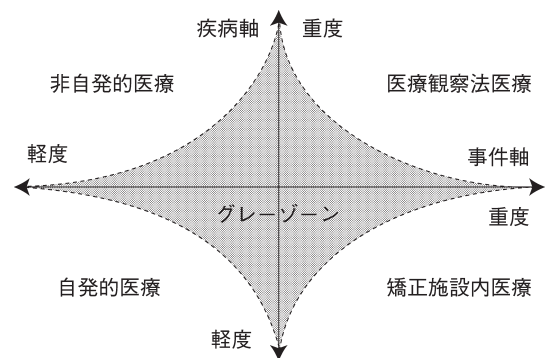 疾病軸 重度
非自発的医療 医療観察法医療
軽度 事件軸
重度
グレーゾーン
自発的医療 矯正施設内医療
軽度